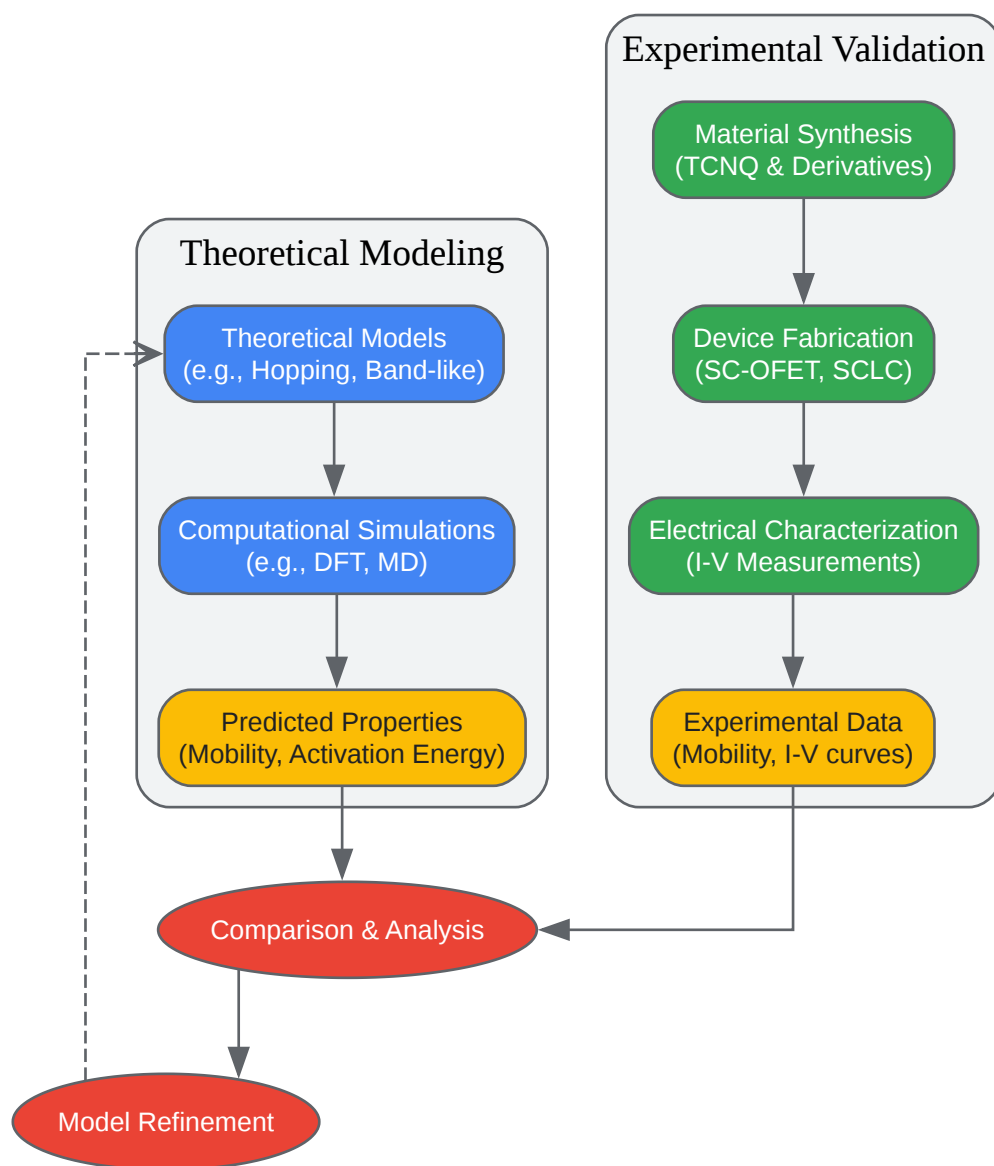 Experimental Validation
Material Synthesis
(TCNQ & Derivatives)
Device Fabrication
(SC-OFET, SCLC)
Electrical Characterization
(I-V Measurements)
Experimental Data
(Mobility, I-V curves)
Theoretical Modeling
Theoretical Models
(e.g., Hopping, Band-like)
Computational Simulations
(e.g., DFT, MD)
Predicted Properties
(Mobility, Activation Energy)
Comparison & Analysis
Model Refinement